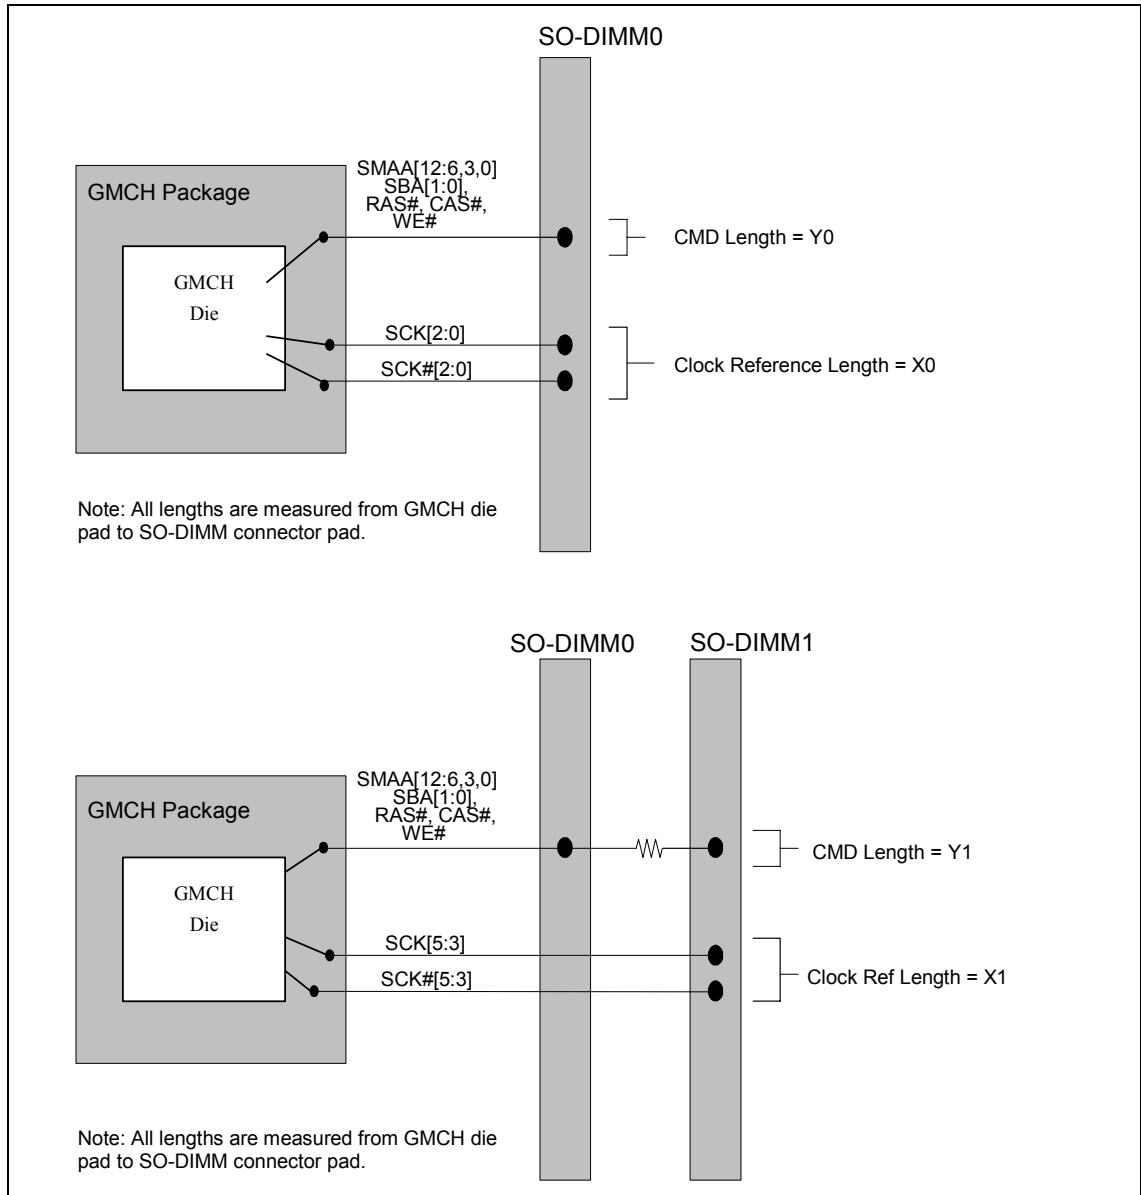 SO-DIMM0
SMAA[12:6,3,0]
SBA[1:0],
RAS#, CAS#,
WE#
GMCH Package
CMD Length = Y0
GMCH
Die
SCK[2:0]
SCK#[2:0]
Clock Reference Length = X0
Note: All lengths are measured from GMCH die
pad to SO-DIMM connector pad.
SO-DIMM0
SO-DIMM1
SMAA[12:6,3,0]
SBA[1:0],
RAS#, CAS#,
WE#
GMCH Package
CMD Length = Y1
GMCH
Die
SCK[5:3]
SCK#[5:3]
Clock Ref Length = X1
Note: All lengths are measured from GMCH die
pad to SO-DIMM connector pad.